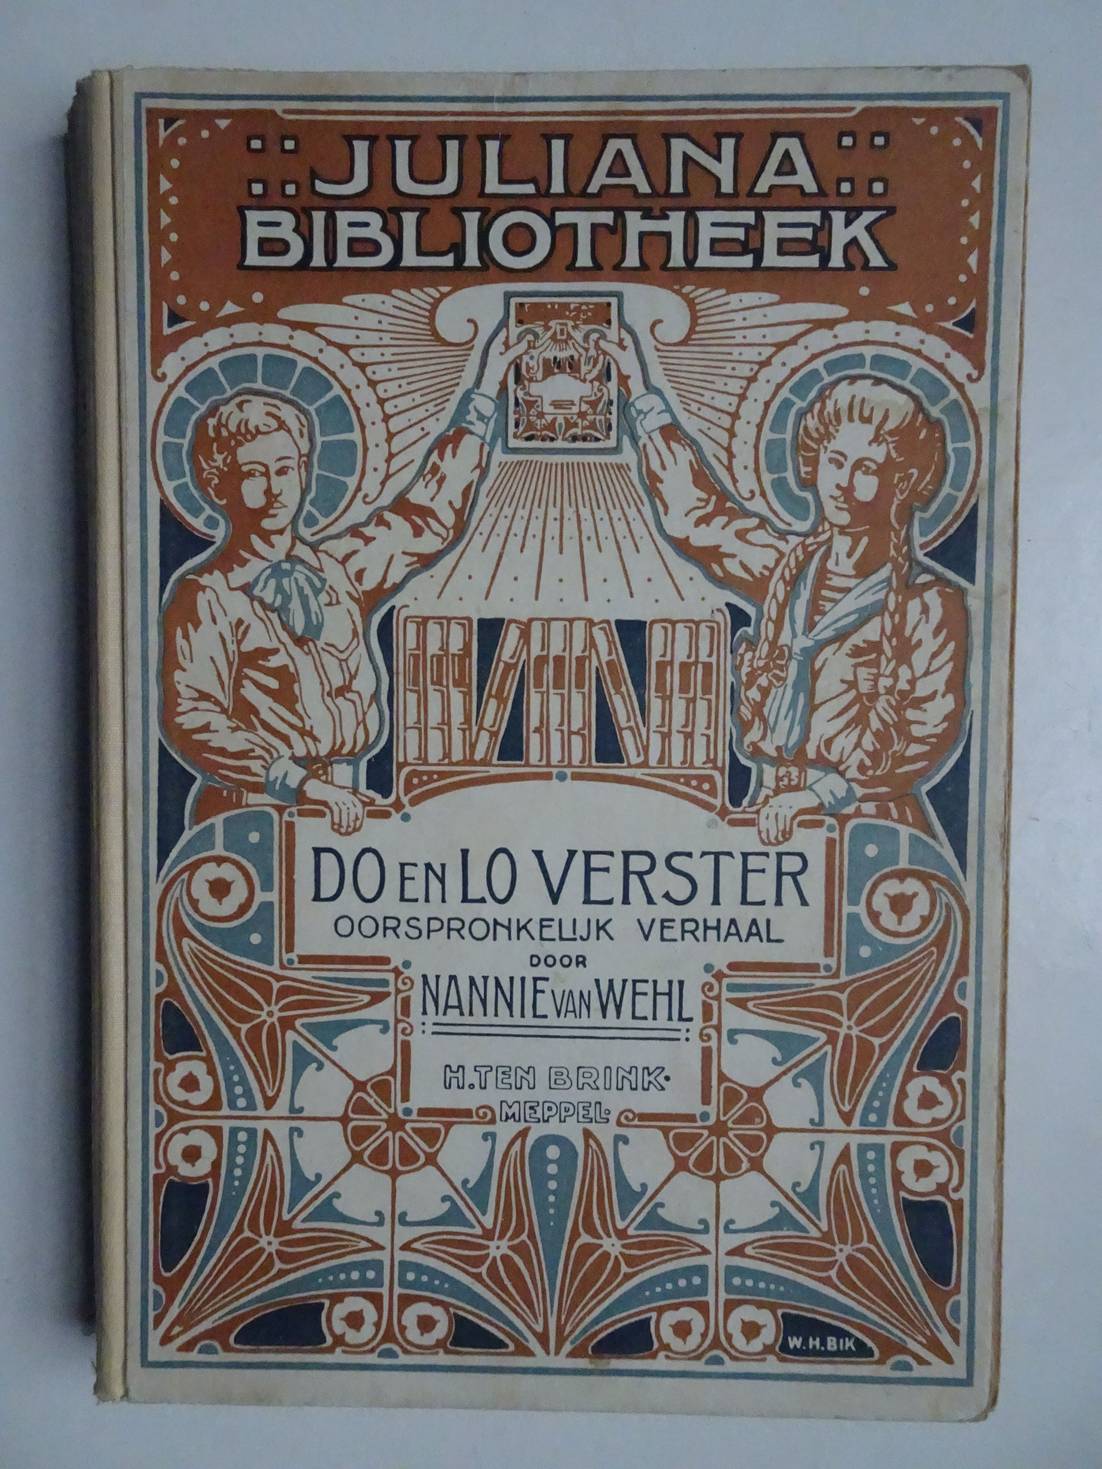 JULIANA
BIBLIOTHEEK
DO EN LO VERSTER
OORSPRONKELIJK VERHAAL
DOOR
NANNIE VAN WEHL
H. TEN BRINK.
MEPPEL.
W.H.BIK